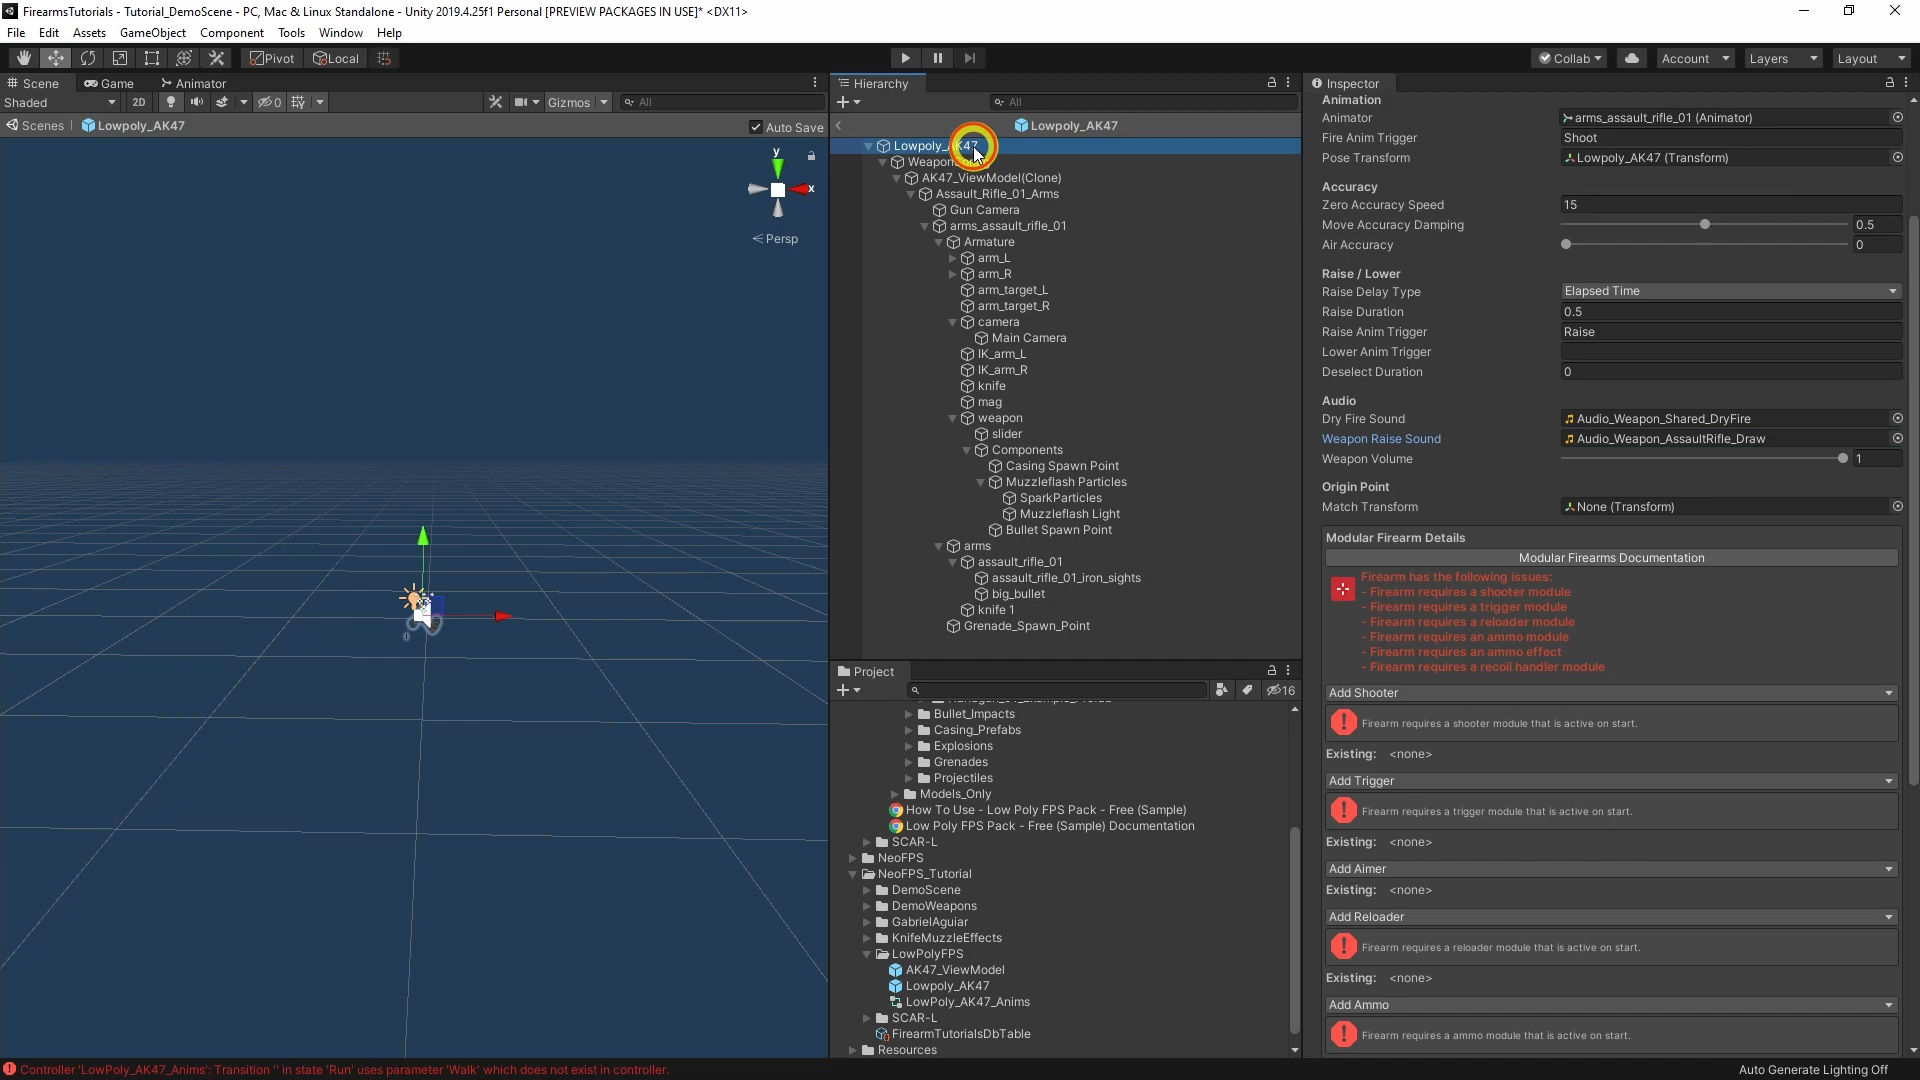 FirearmsTutorials - Tutorial_DemoScene - PC, Mac & Linux Standalone - Unity 2019.4.25f1 Personal [PREVIEW PACKAGES IN USE]* <DX11>
File Edit Assets GameObject Component Tools Window Help
Pivot Local Collab Account Layers Layout
Scene Game Animator
Shaded 2D 0 Gizmos All
Scenes Lowpoly_AK47 Auto Save
y
x
Persp
Hierarchy
All
Lowpoly_AK47
Lowpoly_AK47
AK47_ViewModel(Clone)
Assault_Rifle_01_Arms
Gun Camera
arms_assault_rifle_01
Armature
arm_L
arm_R
arm_target_L
arm_target_R
camera
Main Camera
IK_arm_L
IK_arm_R
knife
mag
weapon
slider
Components
Casing Spawn Point
Muzzleflash Particles
SparkParticles
Muzzleflash Light
Bullet Spawn Point
arms
assault_rifle_01
assault_rifle_01_iron_sights
big_bullet
knife 1
Grenade_Spawn_Point
Project
16
Bullet_Impacts
Casing_Prefabs
Explosions
Grenades
Projectiles
Models_Only
How To Use - Low Poly FPS Pack - Free (Sample)
Low Poly FPS Pack - Free (Sample) Documentation
SCAR-L
NeoFPS
NeoFPS_Tutorial
DemoScene
DemoWeapons
GabrielAguiar
KnifeMuzzleEffects
LowPolyFPS
AK47_ViewModel
Lowpoly_AK47
LowPoly_AK47_Anims
SCAR-L
FirearmTutorialsDbTable
Resources
Inspector
Animation
Animator arms_assault_rifle_01 (Animator)
Fire Anim Trigger Shoot
Pose Transform Lowpoly_AK47 (Transform)
Accuracy
Zero Accuracy Speed 15
Move Accuracy Damping 0.5
Air Accuracy 0
Raise / Lower
Raise Delay Type Elapsed Time
Raise Duration 0.5
Raise Anim Trigger Raise
Lower Anim Trigger
Deselect Duration 0
Audio
Dry Fire Sound Audio_Weapon_Shared_DryFire
Weapon Raise Sound Audio_Weapon_AssaultRifle_Draw
Weapon Volume 1
Origin Point
Match Transform None (Transform)
Modular Firearm Details
Modular Firearms Documentation
Firearm has the following issues:
- Firearm requires a shooter module
- Firearm requires a trigger module
- Firearm requires a reloader module
- Firearm requires an ammo module
- Firearm requires an ammo effect
- Firearm requires a recoil handler module
Add Shooter
Firearm requires a shooter module that is active on start.
Existing: <none>
Add Trigger
Firearm requires a trigger module that is active on start.
Existing: <none>
Add Aimer
Existing: <none>
Add Reloader
Firearm requires a reloader module that is active on start.
Existing: <none>
Add Ammo
Firearm requires a ammo module that is active on start.
Controller 'LowPoly_AK47_Anims': Transition '' in state 'Run' uses parameter 'Walk' which does not exist in controller.
Auto Generate Lighting Off